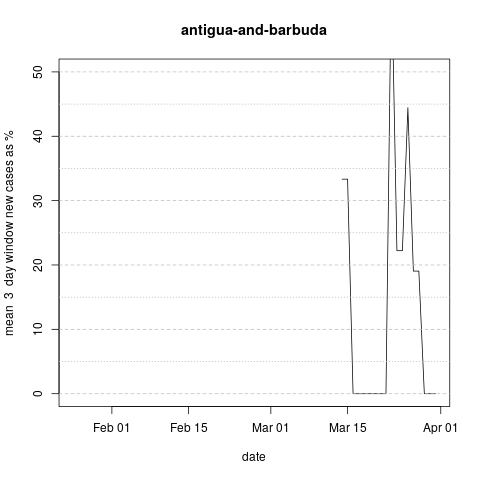 antigua-and-barbuda
mean 3 day window new cases as %
50
40
30
20
10
0
Feb 01 Feb 15 Mar 01 Mar 15 Apr 01
date